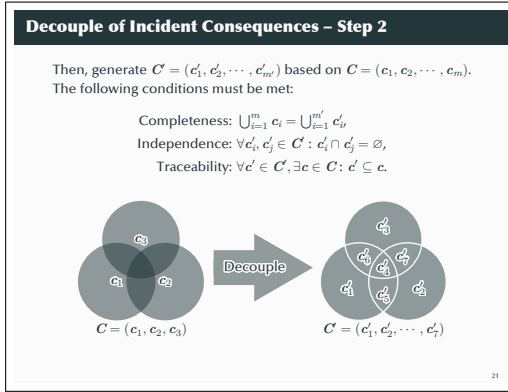 Decouple of Incident Consequences – Step 2
Then, generate C′ = (c′₁, c′₂, ⋯ , c′ₘ′) based on C = (c₁, c₂, ⋯ , cₘ).
The following conditions must be met:
Completeness: ⋃ᵐᵢ₌₁ cᵢ = ⋃ᵐ′ᵢ₌₁ c′ᵢ,
Independence: ∀c′ᵢ, c′ⱼ ∈ C′ : c′ᵢ ∩ c′ⱼ = ∅,
Traceability: ∀c′ ∈ C′, ∃c ∈ C : c′ ⊆ c.
c₃
c₁ c₂
Decouple
c′₃
c′₆ c′₇
c′₄
c′₁ c′₅ c′₂
C = (c₁, c₂, c₃)
C′ = (c′₁, c′₂, ⋯ , c′₇)
21